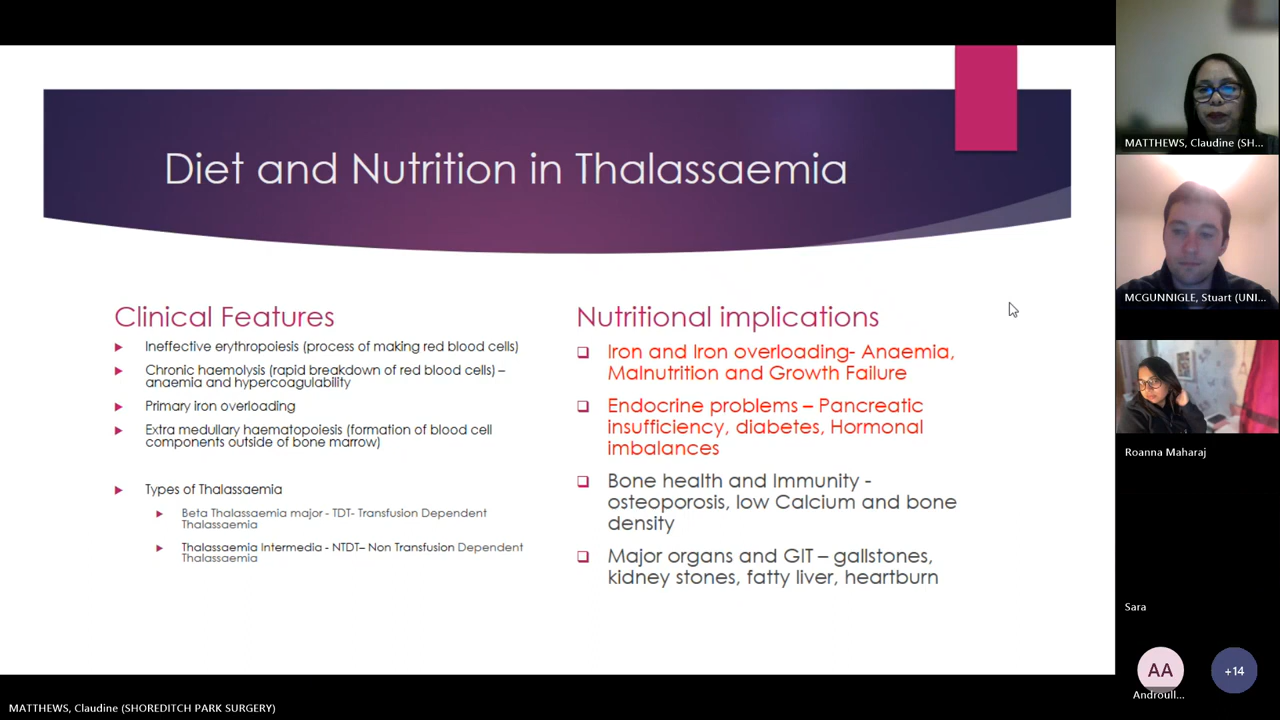 Diet and Nutrition in Thalassaemia
Clinical Features
Ineffective erythropoiesis (process of making red blood cells)
Chronic haemolysis (rapid breakdown of red blood cells) –
anaemia and hypercoagulability
Primary iron overloading
Extra medullary haematopoiesis (formation of blood cell
components outside of bone marrow)
Types of Thalassaemia
Beta Thalassaemia major - TDT- Transfusion Dependent
Thalassaemia
Thalassaemia Intermedia - NTDT– Non Transfusion Dependent
Thalassaemia
Nutritional implications
Iron and Iron overloading- Anaemia,
Malnutrition and Growth Failure
Endocrine problems – Pancreatic
insufficiency, diabetes, Hormonal
imbalances
Bone health and Immunity -
osteoporosis, low Calcium and bone
density
Major organs and GIT – gallstones,
kidney stones, fatty liver, heartburn
MATTHEWS, Claudine (SH...
MCGUNNIGLE, Stuart (UNI...
Roanna Maharaj
Sara
AA
Androull...
+14
MATTHEWS, Claudine (SHOREDITCH PARK SURGERY)